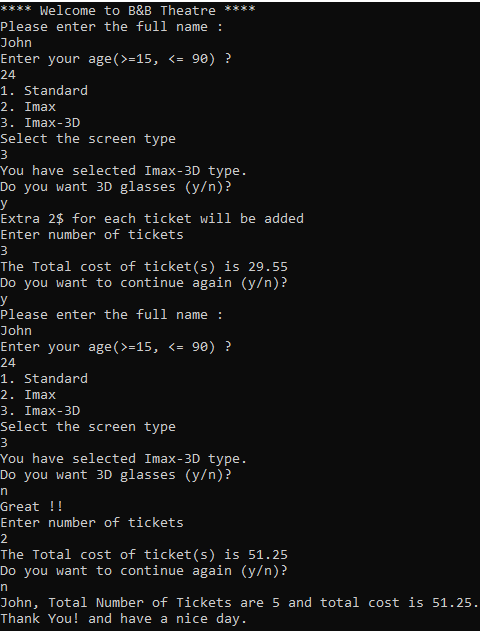 **** Welcome to B&B Theatre ****
Please enter the full name :
John
Enter your age(>=15, <= 90) ?
24
1. Standard
2. Imax
3. Imax-3D
Select the screen type
3
You have selected Imax-3D type.
Do you want 3D glasses (y/n)?
y
Extra 2$ for each ticket will be added
Enter number of tickets
3
The Total cost of ticket(s) is 29.55
Do you want to continue again (y/n)?
y
Please enter the full name :
John
Enter your age(>=15, <= 90) ?
24
1. Standard
2. Imax
3. Imax-3D
Select the screen type
3
You have selected Imax-3D type.
Do you want 3D glasses (y/n)?
n
Great !!
Enter number of tickets
2
The Total cost of ticket(s) is 51.25
Do you want to continue again (y/n)?
n
John, Total Number of Tickets are 5 and total cost is 51.25.
Thank You! and have a nice day.